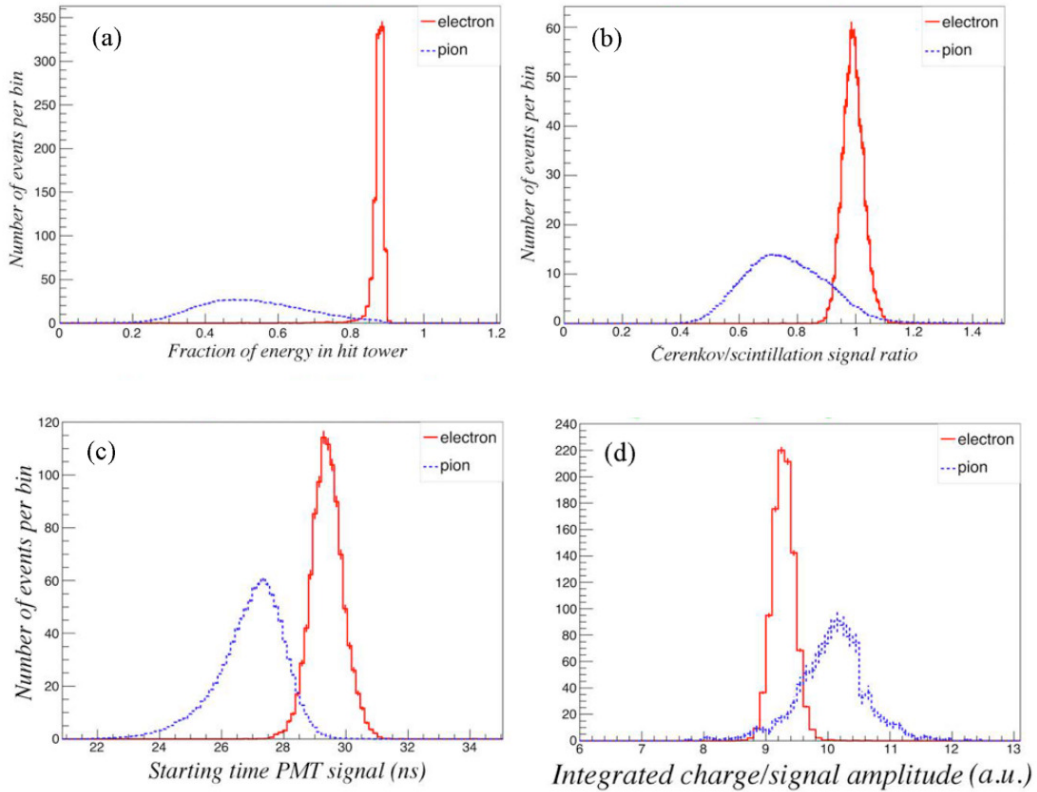 (a)
electron
pion
Number of events per bin
350
300
250
200
150
100
50
0
0 0.2 0.4 0.6 0.8 1 1.2
Fraction of energy in hit tower
(b)
electron
pion
Number of events per bin
60
50
40
30
20
10
0
0 0.2 0.4 0.6 0.8 1 1.2 1.4
Čerenkov/scintillation signal ratio
(c)
electron
pion
Number of events per bin
120
100
80
60
40
20
0
22 24 26 28 30 32 34
Starting time PMT signal (ns)
(d)
electron
pion
240
220
200
180
160
140
120
100
80
60
40
20
0
6 7 8 9 10 11 12 13
Integrated charge/signal amplitude (a.u.)